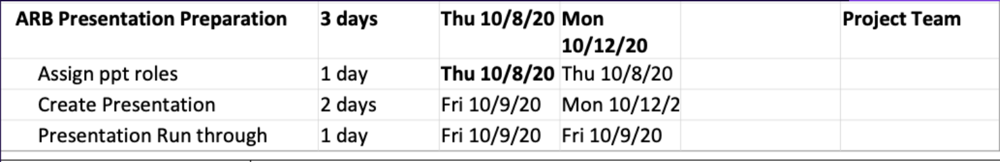 ARB Presentation Preparation 3 days Thu 10/8/20 Mon 10/12/20 Project Team
Assign ppt roles 1 day Thu 10/8/20 Thu 10/8/20
Create Presentation 2 days Fri 10/9/20 Mon 10/12/2
Presentation Run through 1 day Fri 10/9/20 Fri 10/9/20